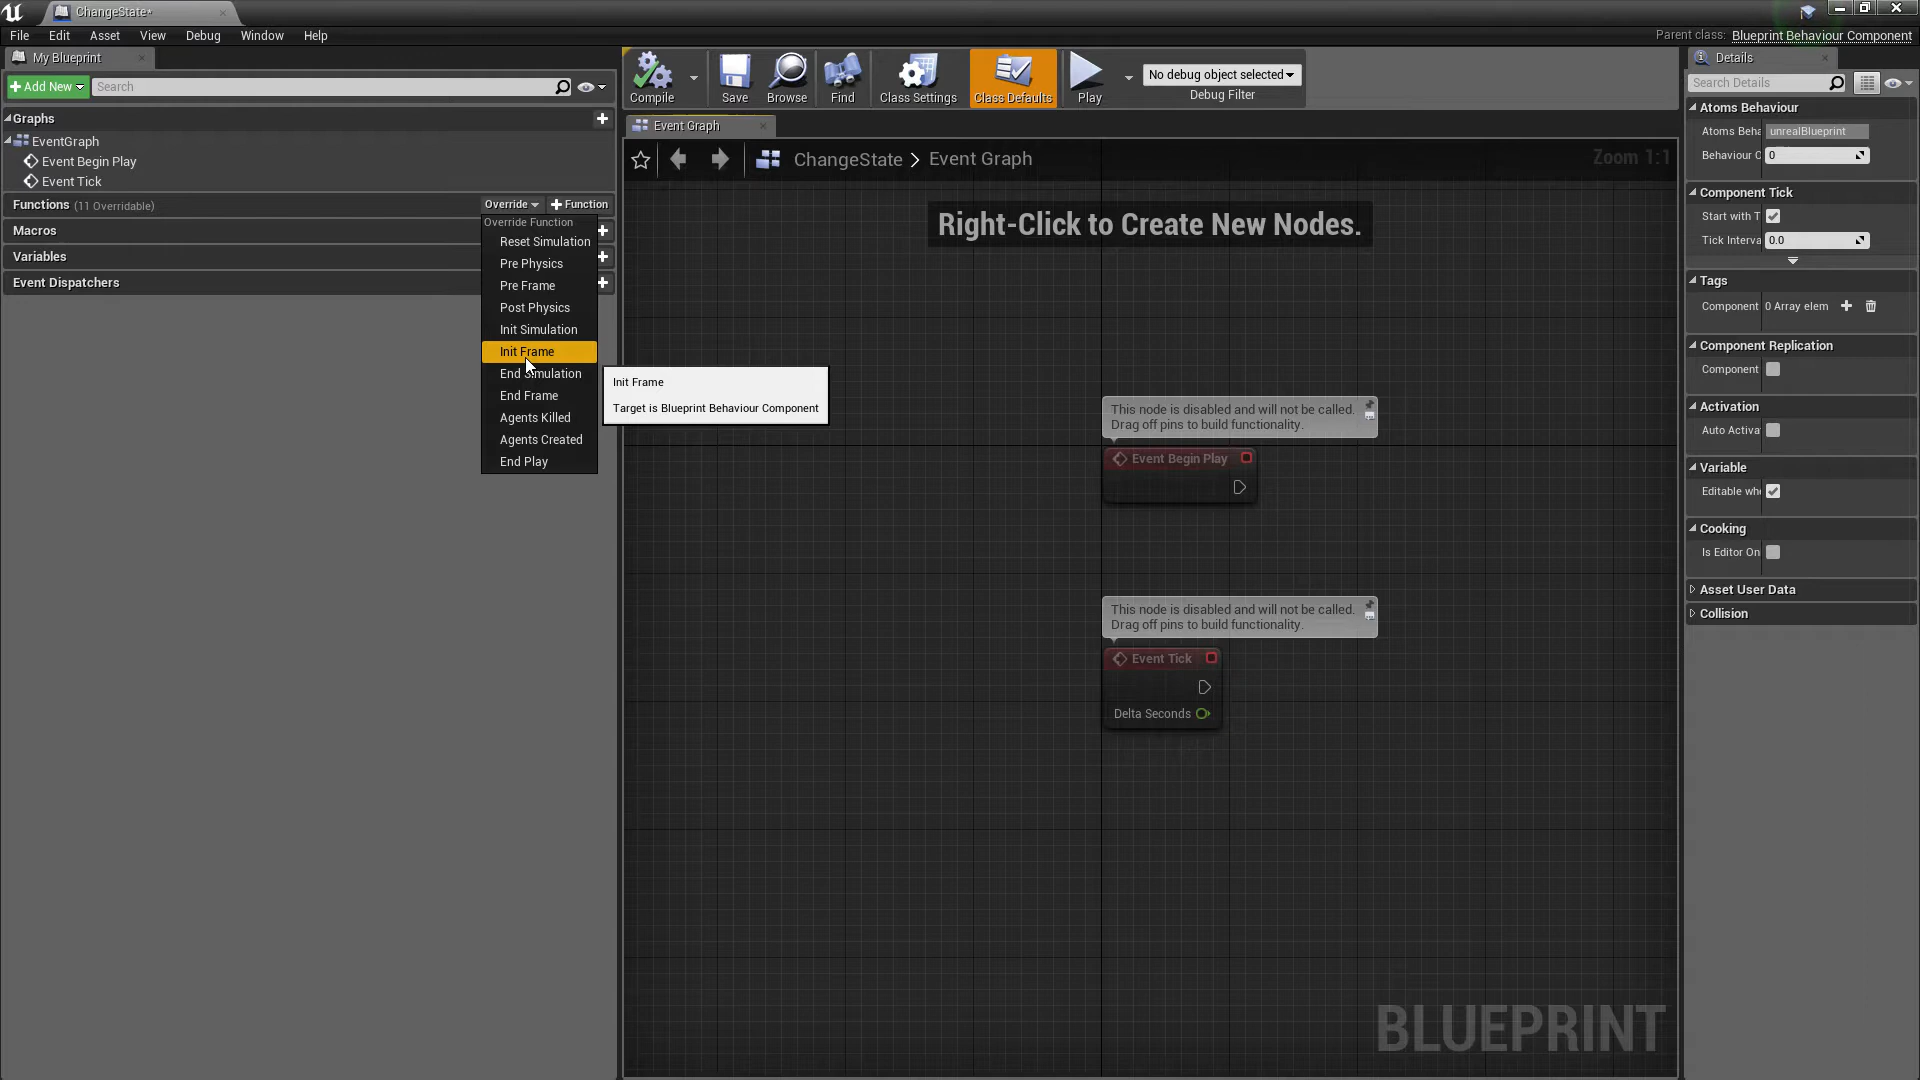 ChangeState*
File Edit Asset View Debug Window Help
Parent class: Blueprint Behaviour Component
My Blueprint
Add New
Search
Graphs
EventGraph
Event Begin Play
Event Tick
Functions (11 Overridable)
Override
Function
Macros
Variables
Event Dispatchers
Override Function
Reset Simulation
Pre Physics
Pre Frame
Post Physics
Init Simulation
Init Frame
End Simulation
End Frame
Agents Killed
Agents Created
End Play
Init Frame
Target is Blueprint Behaviour Component
Compile
Save
Browse
Find
Class Settings
Class Defaults
Play
No debug object selected
Debug Filter
Event Graph
ChangeState > Event Graph
Zoom 1:1
Right-Click to Create New Nodes.
This node is disabled and will not be called.
Drag off pins to build functionality.
Event Begin Play
This node is disabled and will not be called.
Drag off pins to build functionality.
Event Tick
Delta Seconds
BLUEPRINT
Details
Search Details
Atoms Behaviour
Atoms Beha unrealBlueprint
Behaviour C 0
Component Tick
Start with T
Tick Interva 0.0
Tags
Component 0 Array elem
Component Replication
Component
Activation
Auto Activa
Variable
Editable whe
Cooking
Is Editor On
Asset User Data
Collision